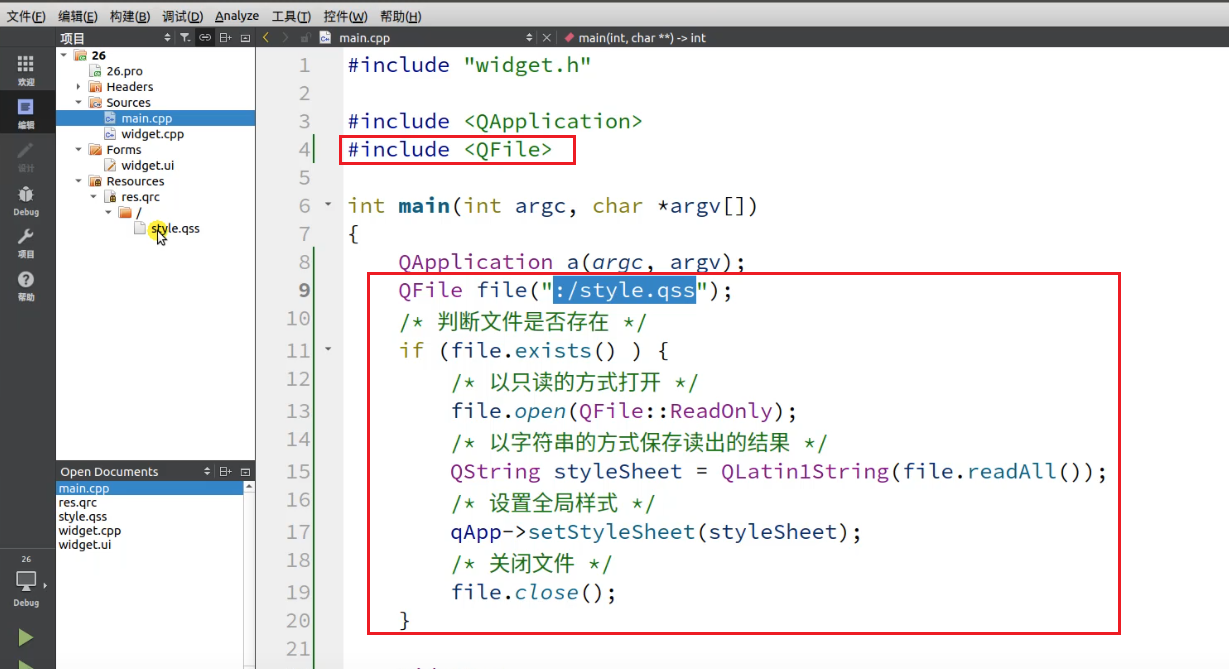 文件(F) 编辑(E) 构建(B) 调试(D) Analyze 工具(T) 控件(W) 帮助(H)
项目
main.cpp
main(int, char **) -> int
欢迎
编辑
设计
Debug
项目
帮助
26
Debug
26
26.pro
Headers
Sources
main.cpp
widget.cpp
Forms
widget.ui
Resources
res.qrc
/
style.qss
Open Documents
main.cpp
res.qrc
style.qss
widget.cpp
widget.ui
1 #include "widget.h"
2
3 #include <QApplication>
4 #include <QFile>
5
6 int main(int argc, char *argv[])
7 {
8 QApplication a(argc, argv);
9 QFile file(":/style.qss");
10 /* 判断文件是否存在 */
11 if (file.exists() ) {
12 /* 以只读的方式打开 */
13 file.open(QFile::ReadOnly);
14 /* 以字符串的方式保存读出的结果 */
15 QString styleSheet = QLatin1String(file.readAll());
16 /* 设置全局样式 */
17 qApp->setStyleSheet(styleSheet);
18 /* 关闭文件 */
19 file.close();
20 }
21